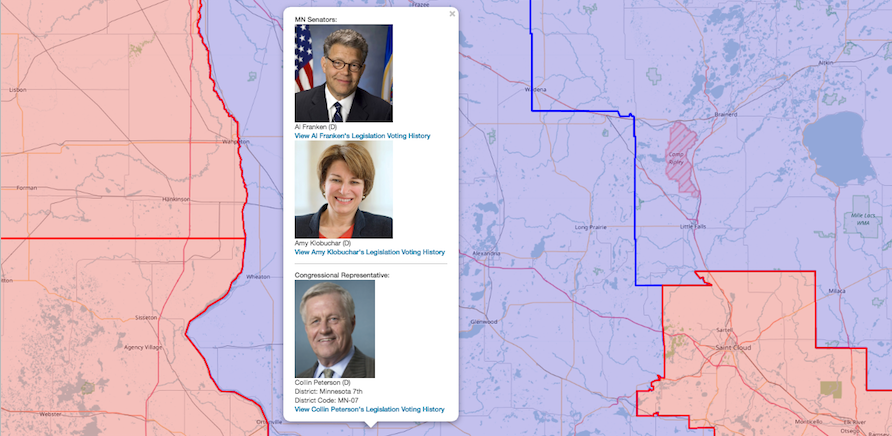 MN Senators:
Al Franken (D)
View Al Franken's Legislation Voting History
Amy Klobuchar (D)
View Amy Klobuchar's Legislation Voting History
Congressional Representative:
Collin Peterson (D)
District: Minnesota 7th
District Code: MN-07
View Collin Peterson's Legislation Voting History
Frazee
Lisbon
Wahpeton
Forman
Hankinson
Wheaton
Sisseton
Agency Village
Webster
Ortonville
Wadena
Aitkin
Brainerd
Camp
Ripley
Mille Lacs
WMA
Long Prairie
Little Falls
Alexandria
Milaca
Glenwood
Sartell
Saint Cloud
Monticello
Elk River
Otsego
Ramsey